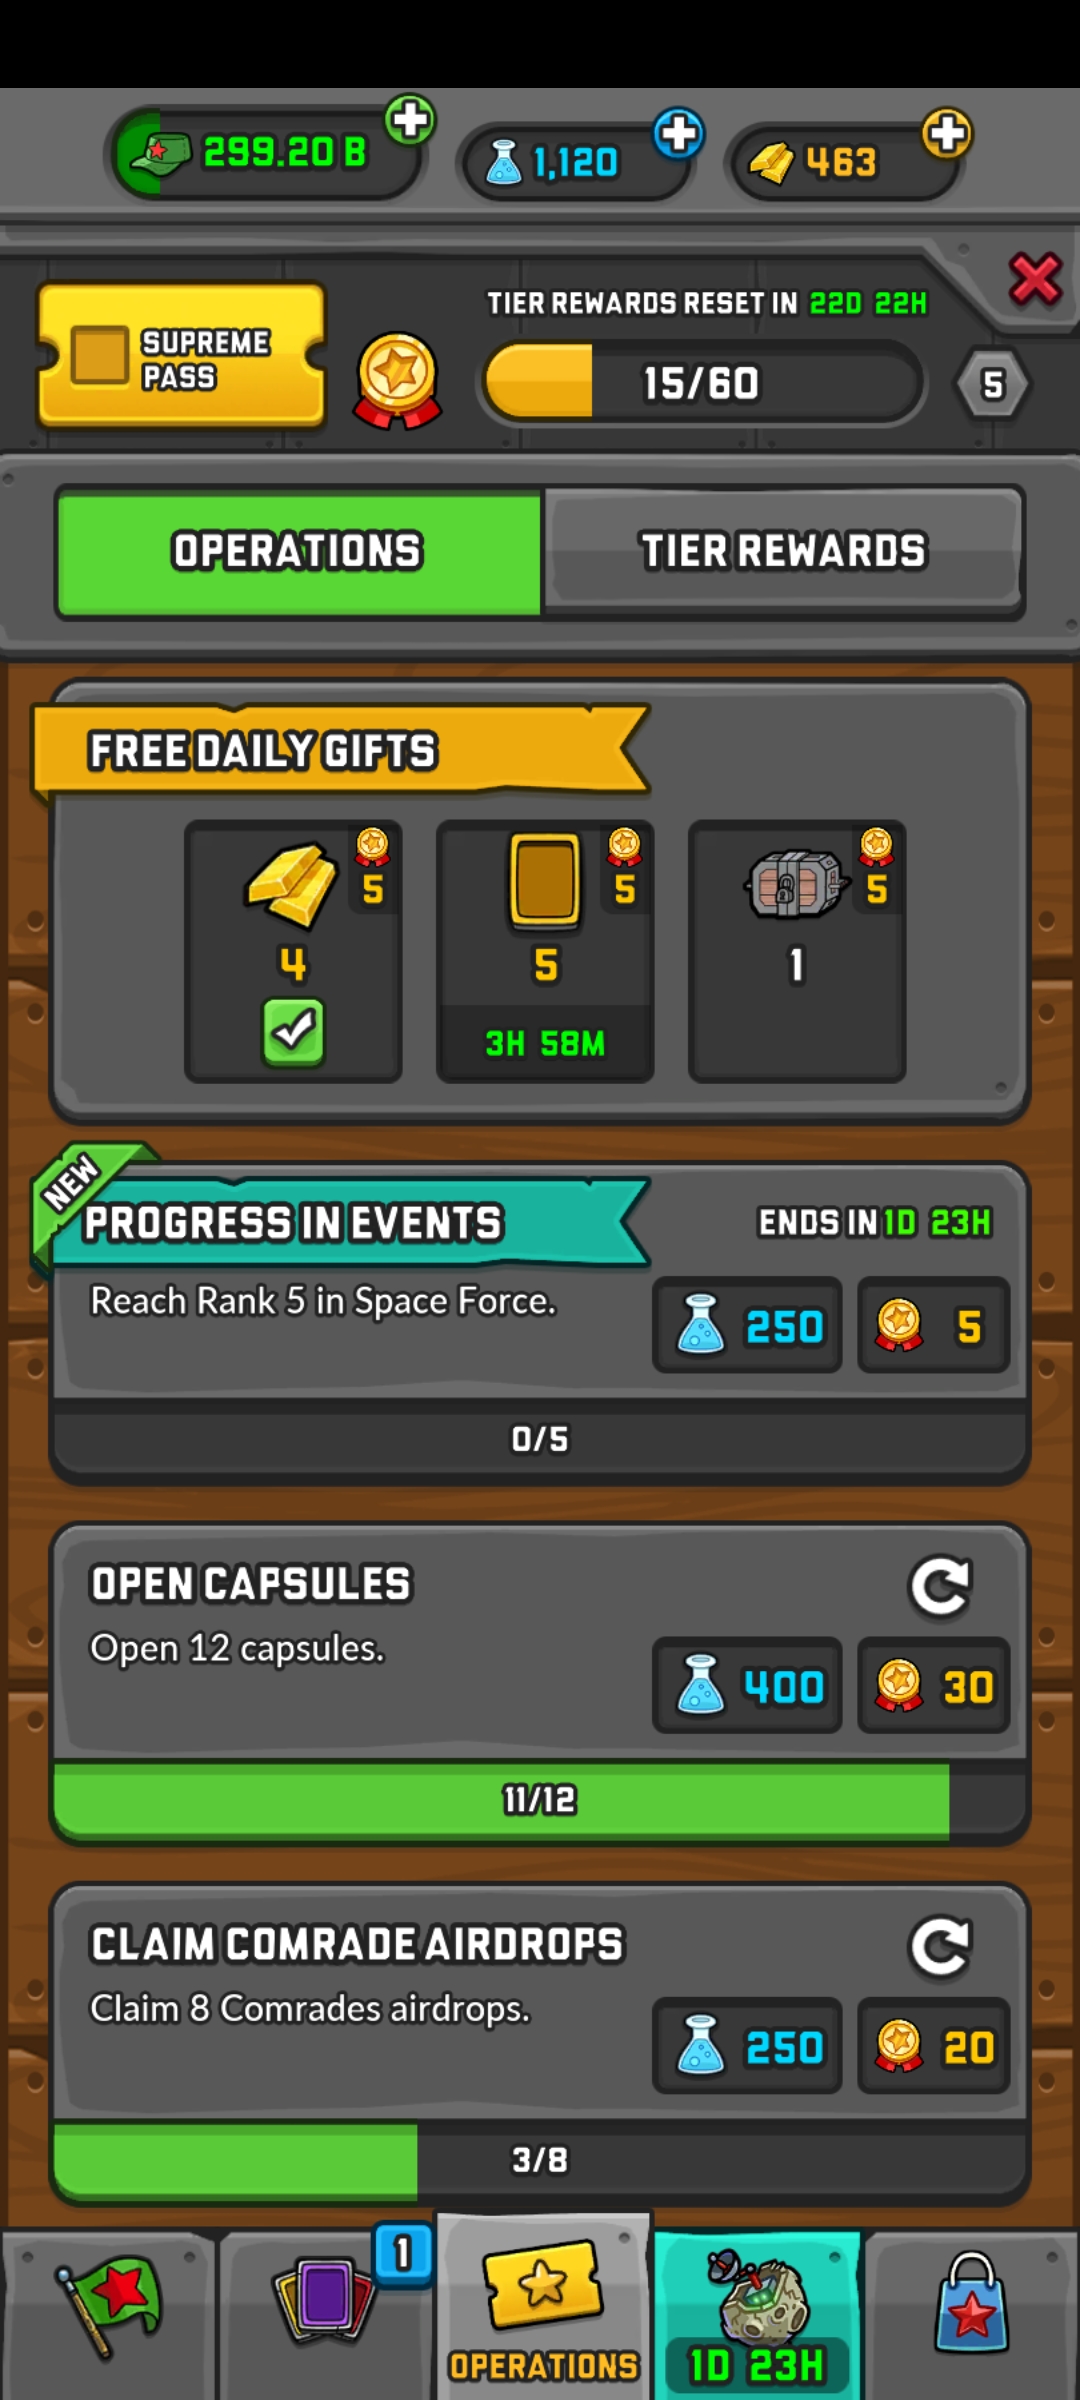 299.20 B
1,120
463
TIER REWARDS RESET IN 22D 22H
SUPREME
PASS
15/60
5
OPERATIONS
TIER REWARDS
FREE DAILY GIFTS
5
5
5
4
5
1
3H 58M
NEW
PROGRESS IN EVENTS
ENDS IN 1D 23H
Reach Rank 5 in Space Force.
250
5
0/5
OPEN CAPSULES
Open 12 capsules.
400
30
11/12
CLAIM COMRADE AIRDROPS
Claim 8 Comrades airdrops.
250
20
3/8
1
OPERATIONS
1D 23H